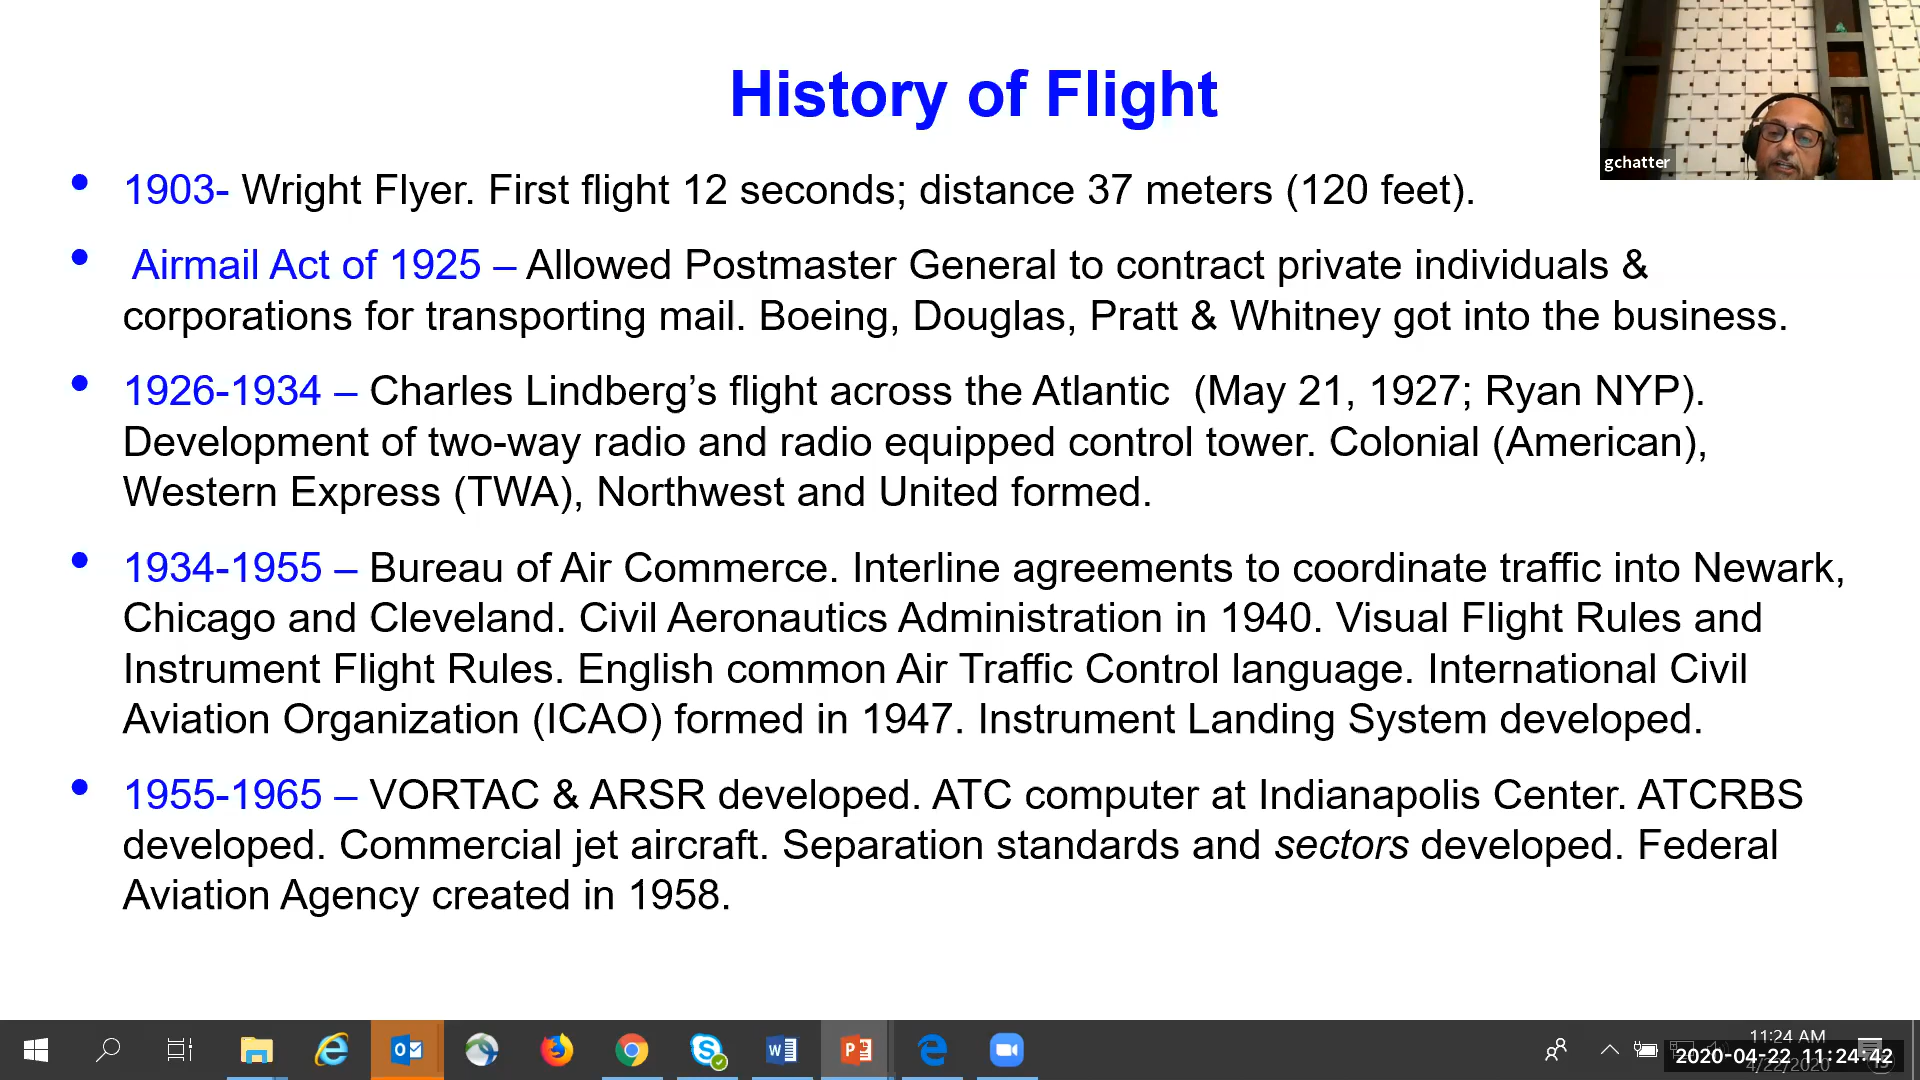 History of Flight
gchatter
• 1903- Wright Flyer. First flight 12 seconds; distance 37 meters (120 feet).
• Airmail Act of 1925 – Allowed Postmaster General to contract private individuals &
corporations for transporting mail. Boeing, Douglas, Pratt & Whitney got into the business.
• 1926-1934 – Charles Lindberg’s flight across the Atlantic  (May 21, 1927; Ryan NYP).
Development of two-way radio and radio equipped control tower. Colonial (American),
Western Express (TWA), Northwest and United formed.
• 1934-1955 – Bureau of Air Commerce. Interline agreements to coordinate traffic into Newark,
Chicago and Cleveland. Civil Aeronautics Administration in 1940. Visual Flight Rules and
Instrument Flight Rules. English common Air Traffic Control language. International Civil
Aviation Organization (ICAO) formed in 1947. Instrument Landing System developed.
• 1955-1965 – VORTAC & ARSR developed. ATC computer at Indianapolis Center. ATCRBS
developed. Commercial jet aircraft. Separation standards and sectors developed. Federal
Aviation Agency created in 1958.
11:24 AM
2020-04-22 11:24:42
4/22/2020